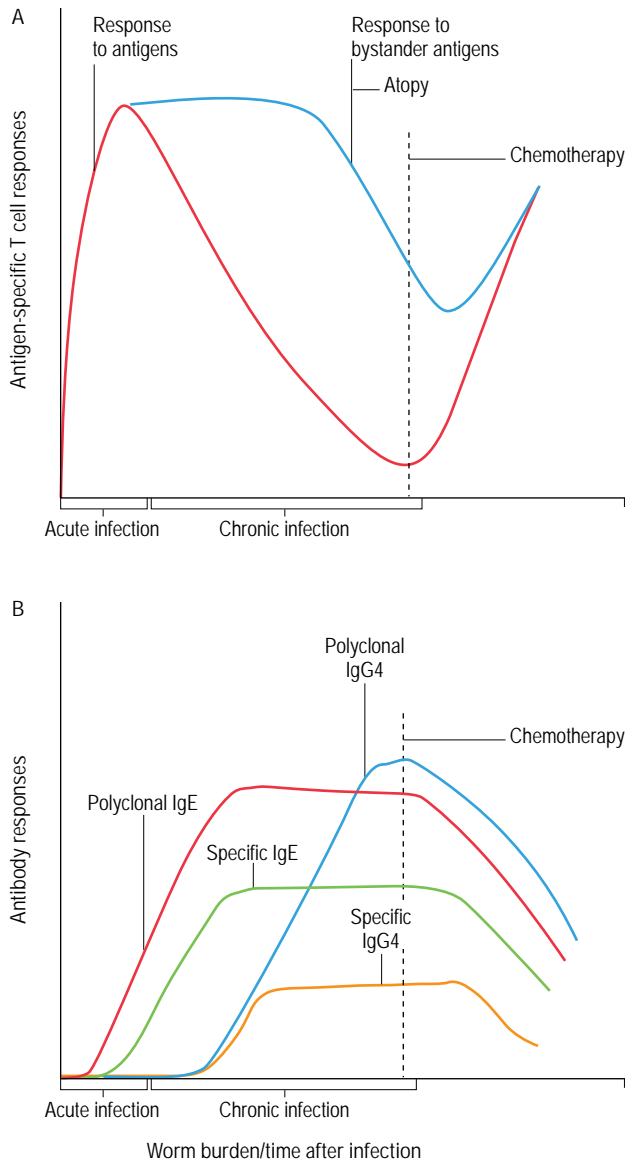 A
Response
to antigens
Response to
bystander antigens
Atopy
Chemotherapy
Antigen-specific T cell responses
Acute infection
Chronic infection
B
Polyclonal
IgG4
Chemotherapy
Polyclonal IgE
Specific IgE
Specific
IgG4
Antibody responses
Acute infection
Chronic infection
Worm burden/time after infection